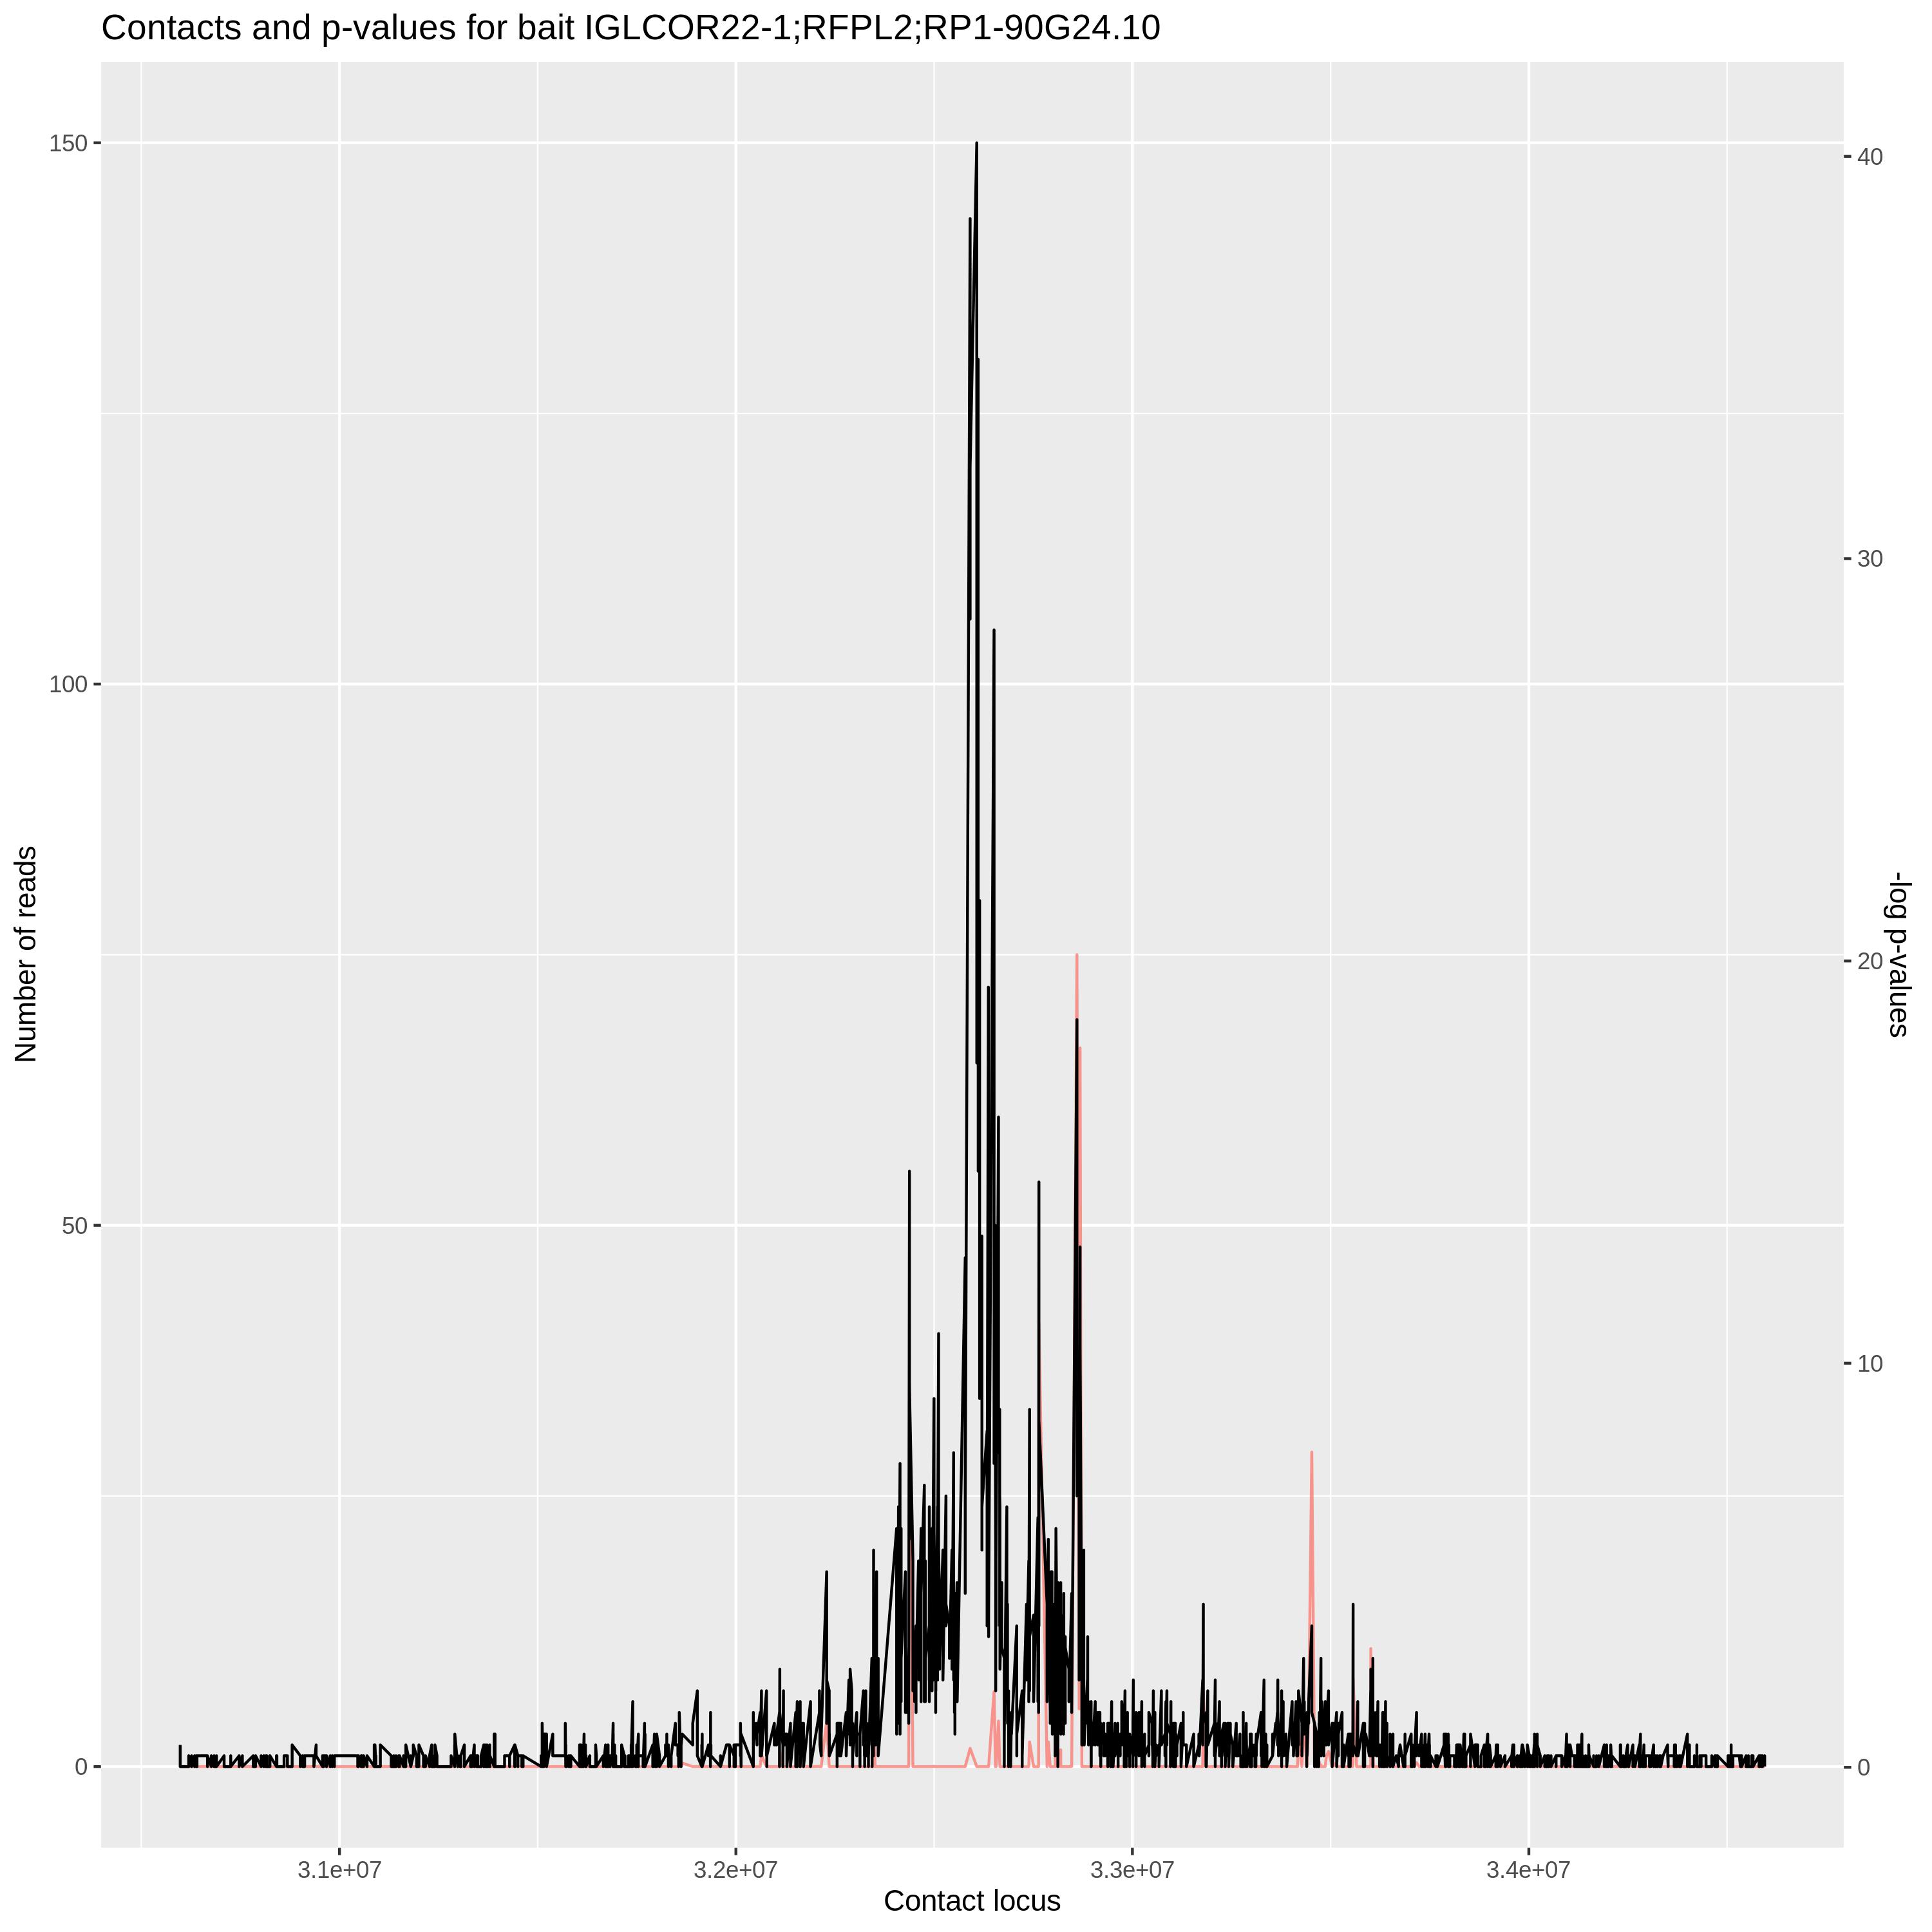 Contacts and p-values for bait IGLCOR22-1;RFPL2;RP1-90G24.10
150
100
50
0
Number of reads
40
30
20
10
0
-log p-values
3.1e+07 3.2e+07 3.3e+07 3.4e+07
Contact locus